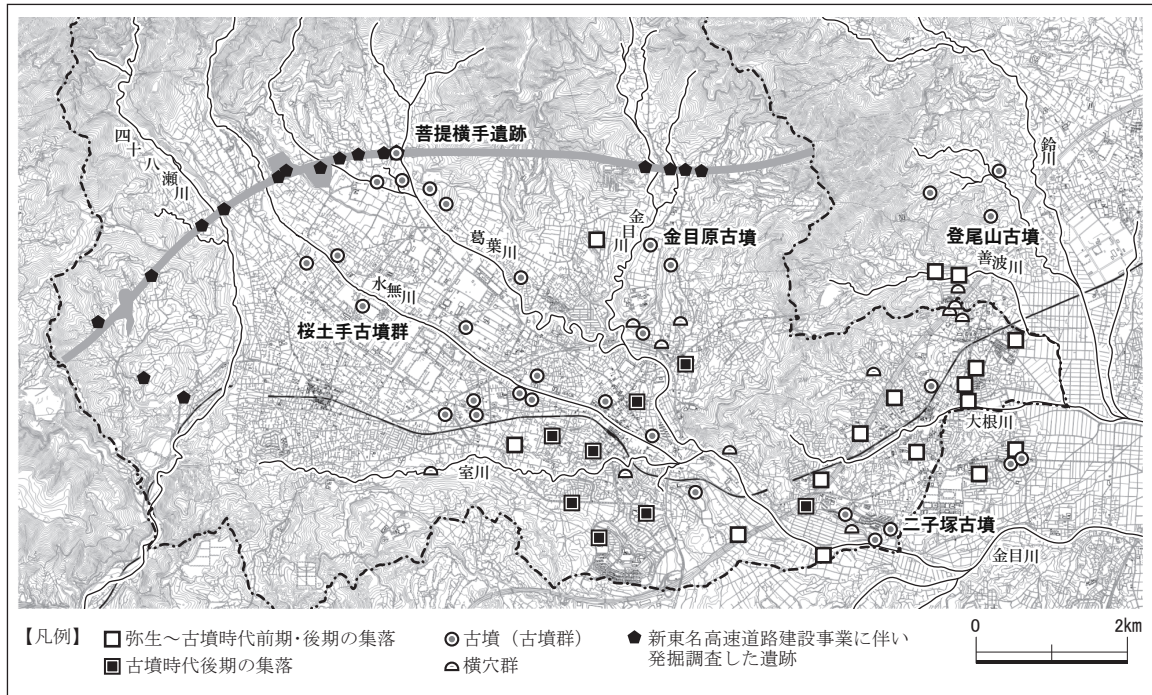 菩提横手遺跡
四十八瀬川
鈴川
葛葉川
金目川
金目原古墳
登尾山古墳
善波川
水無川
桜土手古墳群
大根川
室川
二子塚古墳
金目川
【凡例】
弥生〜古墳時代前期・後期の集落
古墳（古墳群）
新東名高速道路建設事業に伴い
発掘調査した遺跡
古墳時代後期の集落
横穴群
0 2km